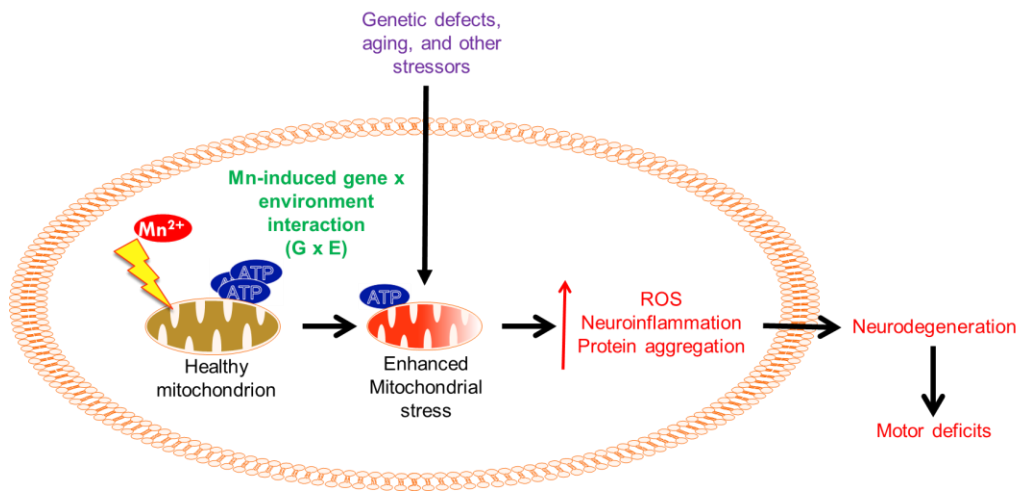 Genetic defects,
aging, and other
stressors
Mn-induced gene x
environment
interaction
(G x E)
Mn²⁺
ATP
ATP
ATP
Healthy
mitochondrion
Enhanced
Mitochondrial
stress
ROS
Neuroinflammation
Protein aggregation
Neurodegeneration
Motor deficits